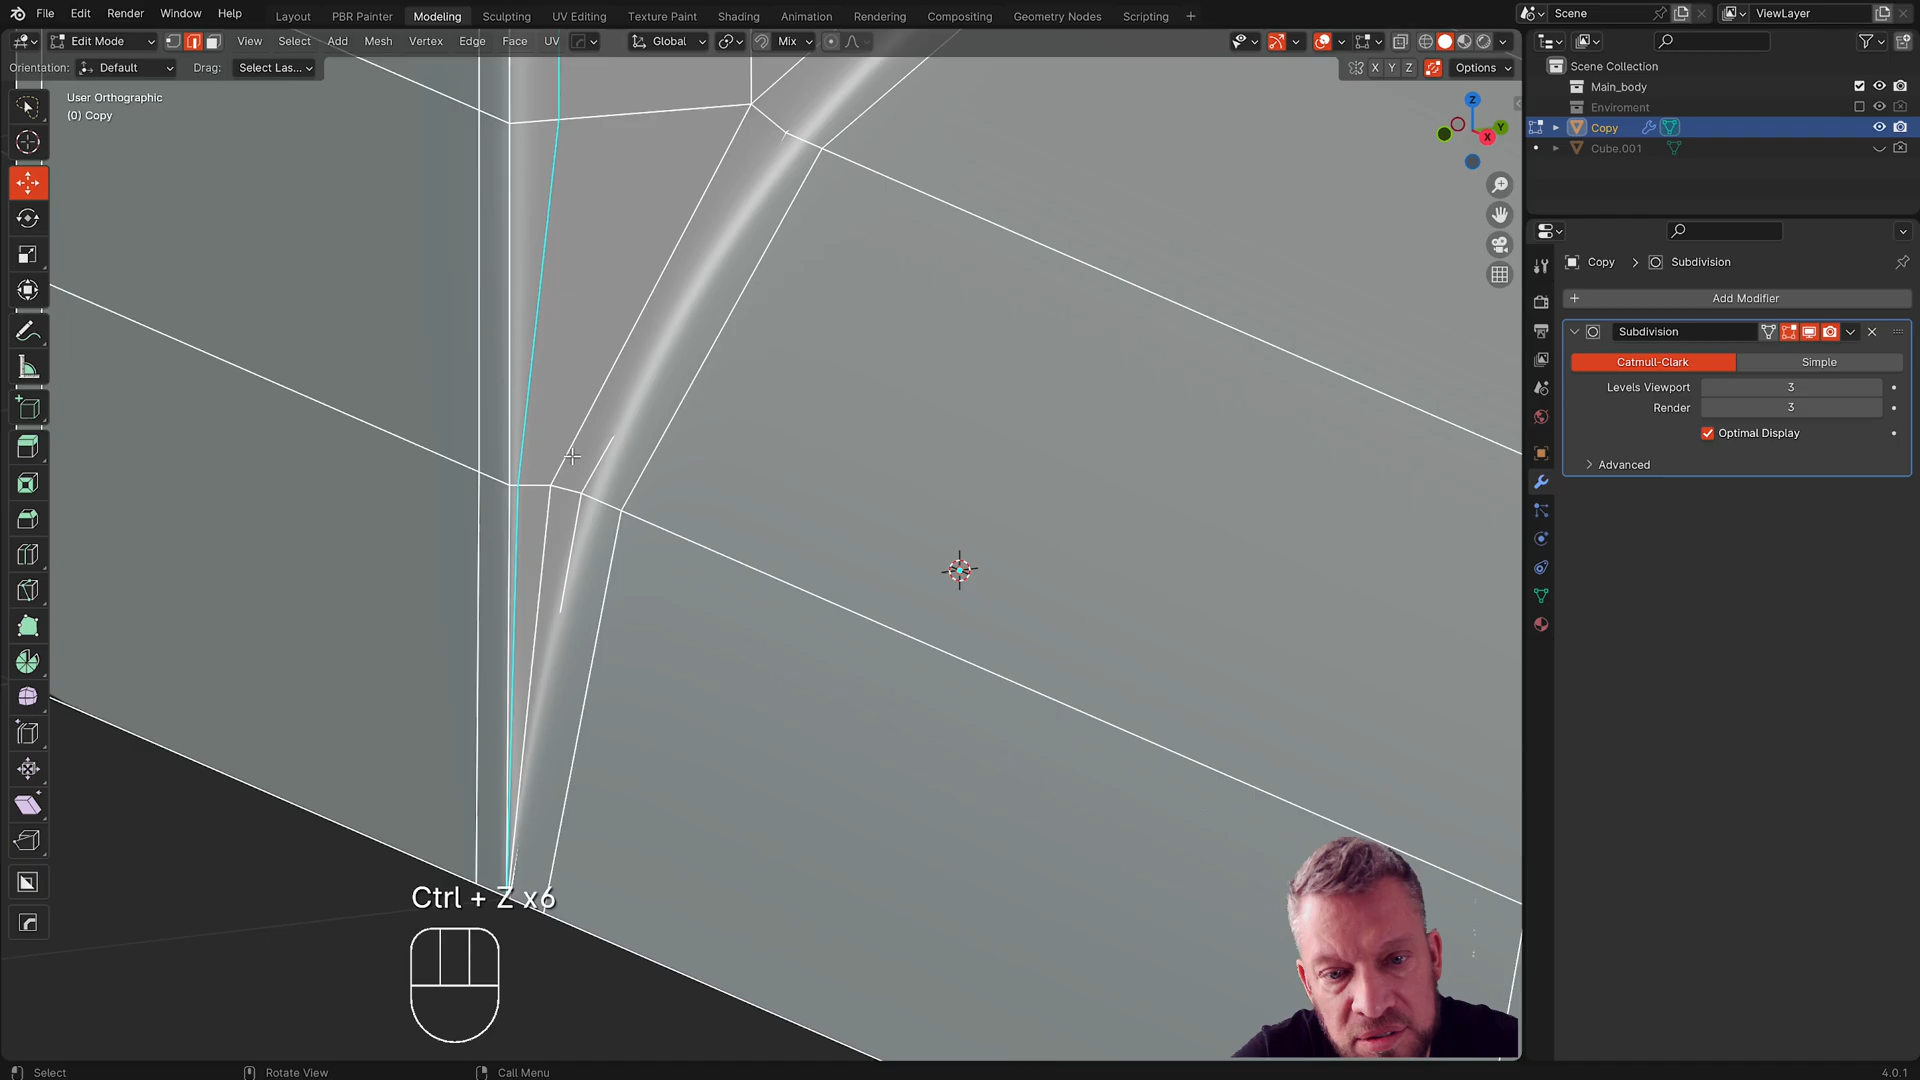 File Edit Render Window Help Layout PBR Painter Modeling Sculpting UV Editing Texture Paint Shading Animation Rendering Compositing Geometry Nodes Scripting + Scene ViewLayer
Edit Mode View Select Add Mesh Vertex Edge Face UV Global Mix
Orientation: Default Drag: Select Las... X Y Z Options
User Orthographic
(0) Copy
Z
Y
X
Scene Collection
Main_body
Enviroment
Copy
Cube.001
Copy > Subdivision
+ Add Modifier
Subdivision
Catmull-Clark Simple
Levels Viewport 3
Render 3
Optimal Display
Advanced
Ctrl + Z x6
Select Rotate View Call Menu 4.0.1